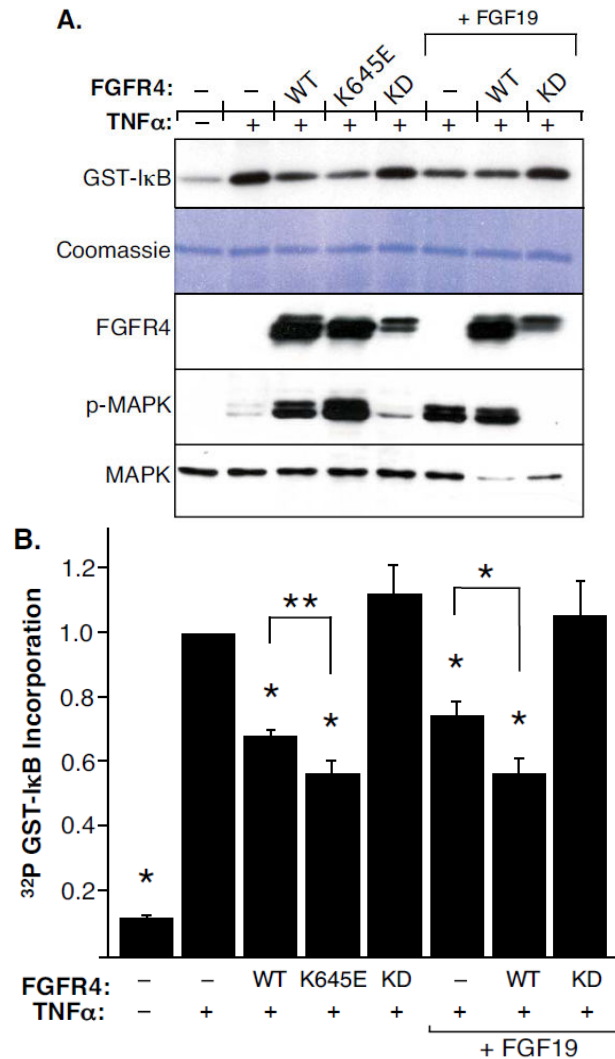 A.
+ FGF19
FGFR4: – – WT K645E KD – WT KD
TNFα: – + + + + + + +
GST-IκB
Coomassie
FGFR4
p-MAPK
MAPK
B.
³²P GST-IκB Incorporation
1.2
1.0
0.8
0.6
0.4
0.2
* ** * * * * *
FGFR4: – – WT K645E KD – WT KD
TNFα: – + + + + + + +
+ FGF19